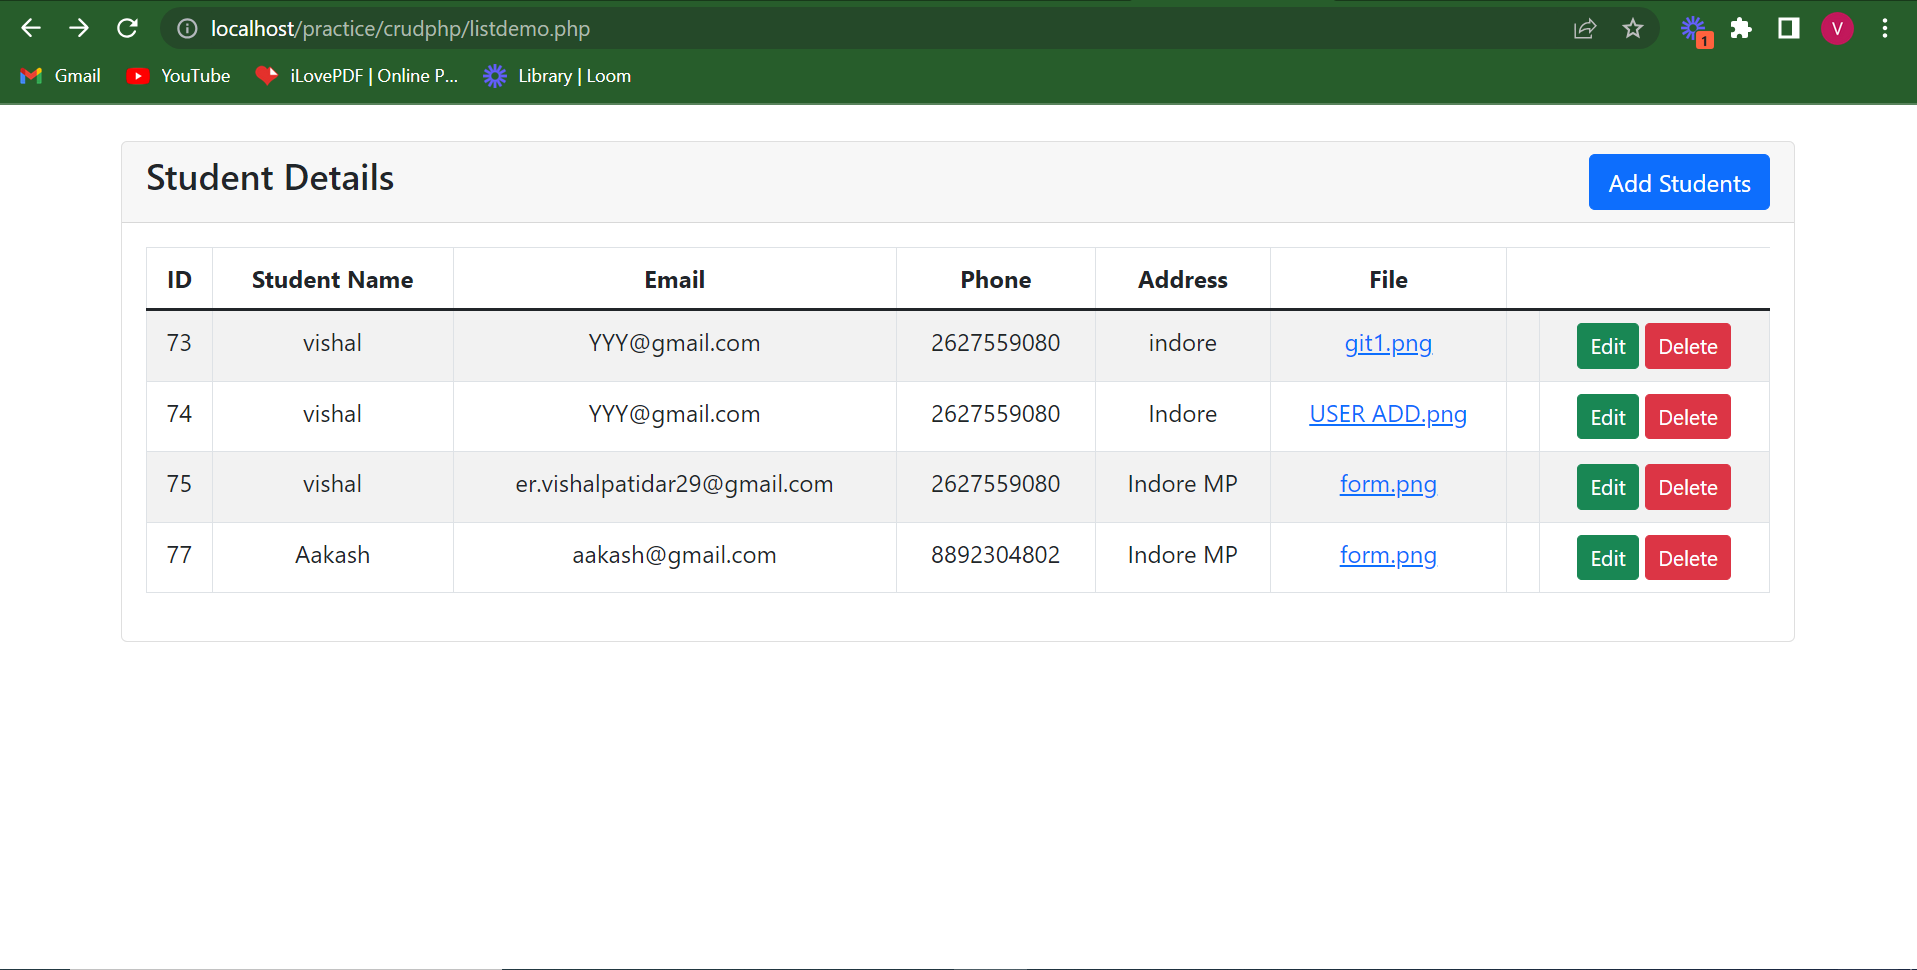 localhost/practice/crudphp/listdemo.php
1
V
Gmail YouTube iLovePDF | Online P... Library | Loom
Student Details Add Students
ID Student Name Email Phone Address File
73 vishal YYY@gmail.com 2627559080 indore git1.png Edit Delete
74 vishal YYY@gmail.com 2627559080 Indore USER ADD.png Edit Delete
75 vishal er.vishalpatidar29@gmail.com 2627559080 Indore MP form.png Edit Delete
77 Aakash aakash@gmail.com 8892304802 Indore MP form.png Edit Delete